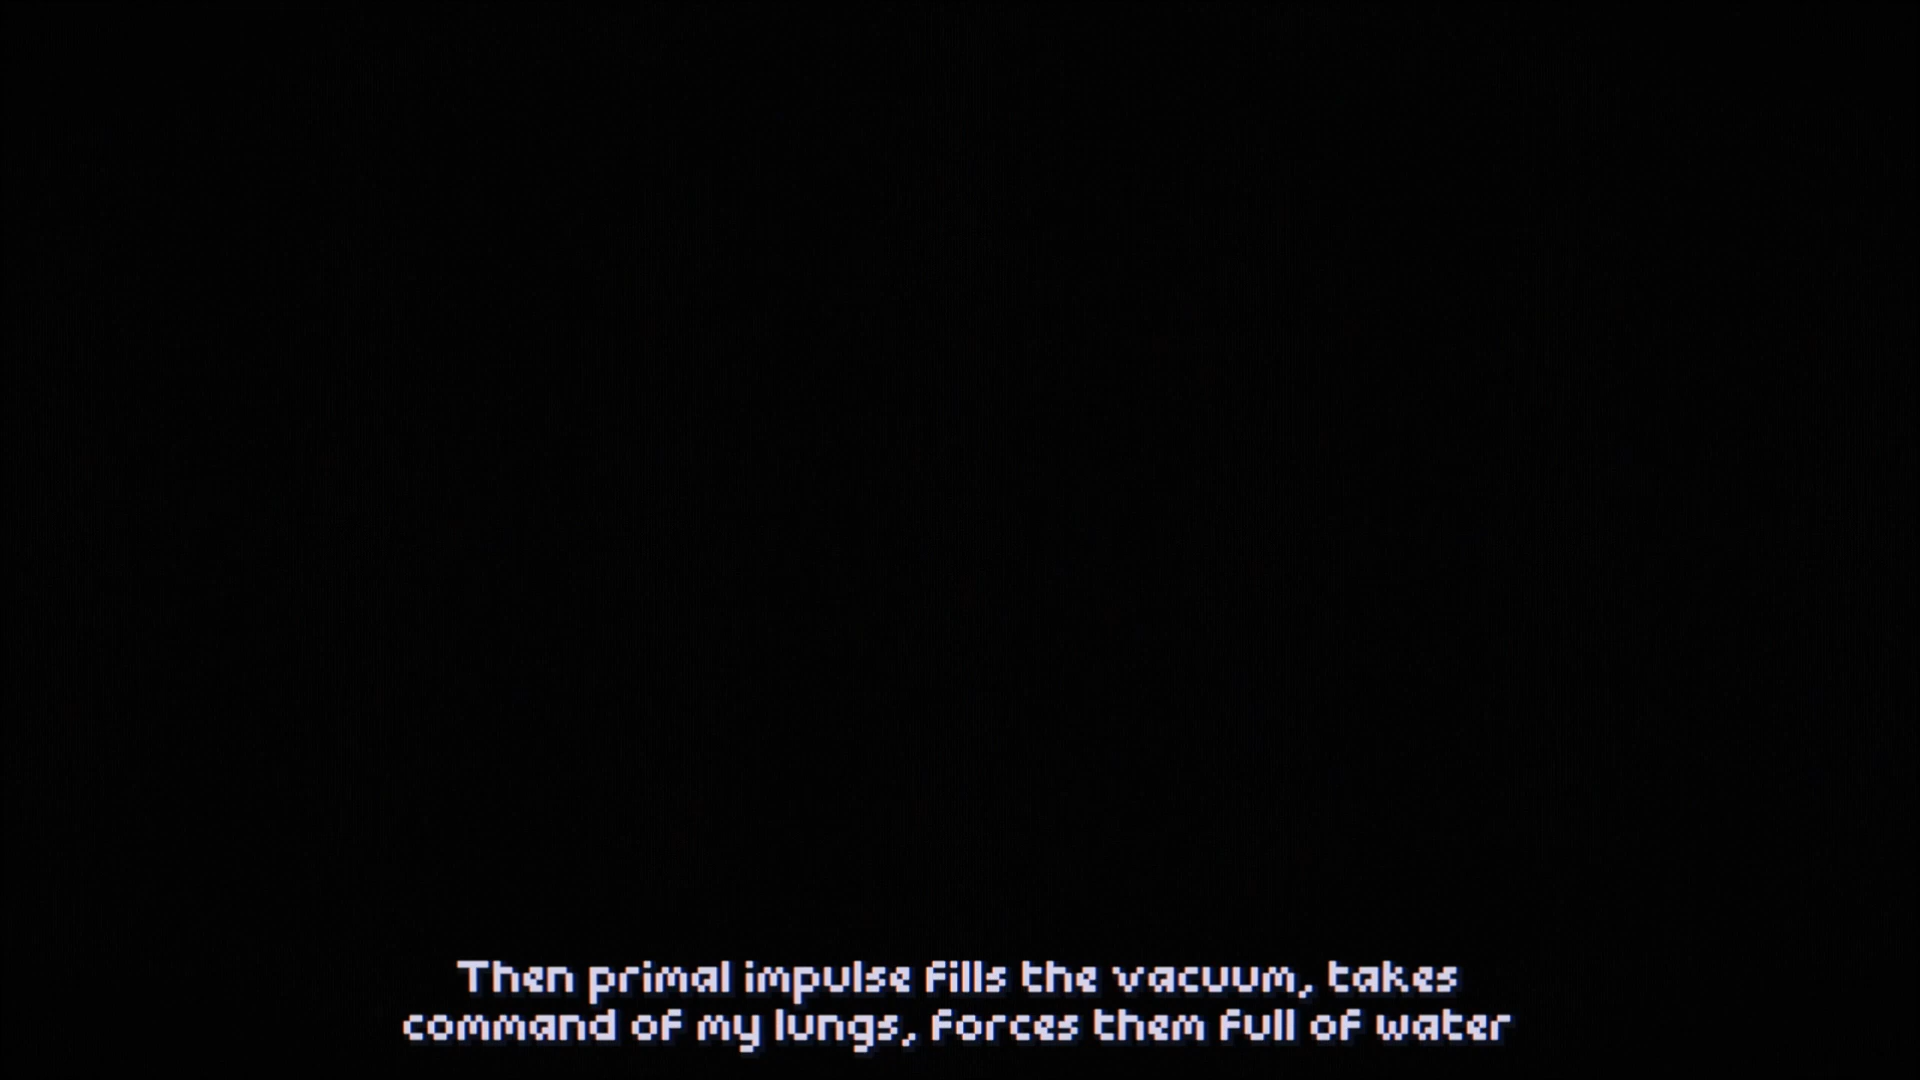 Then primal impulse fills the vacuum, takes
command of my lungs, forces them full of water